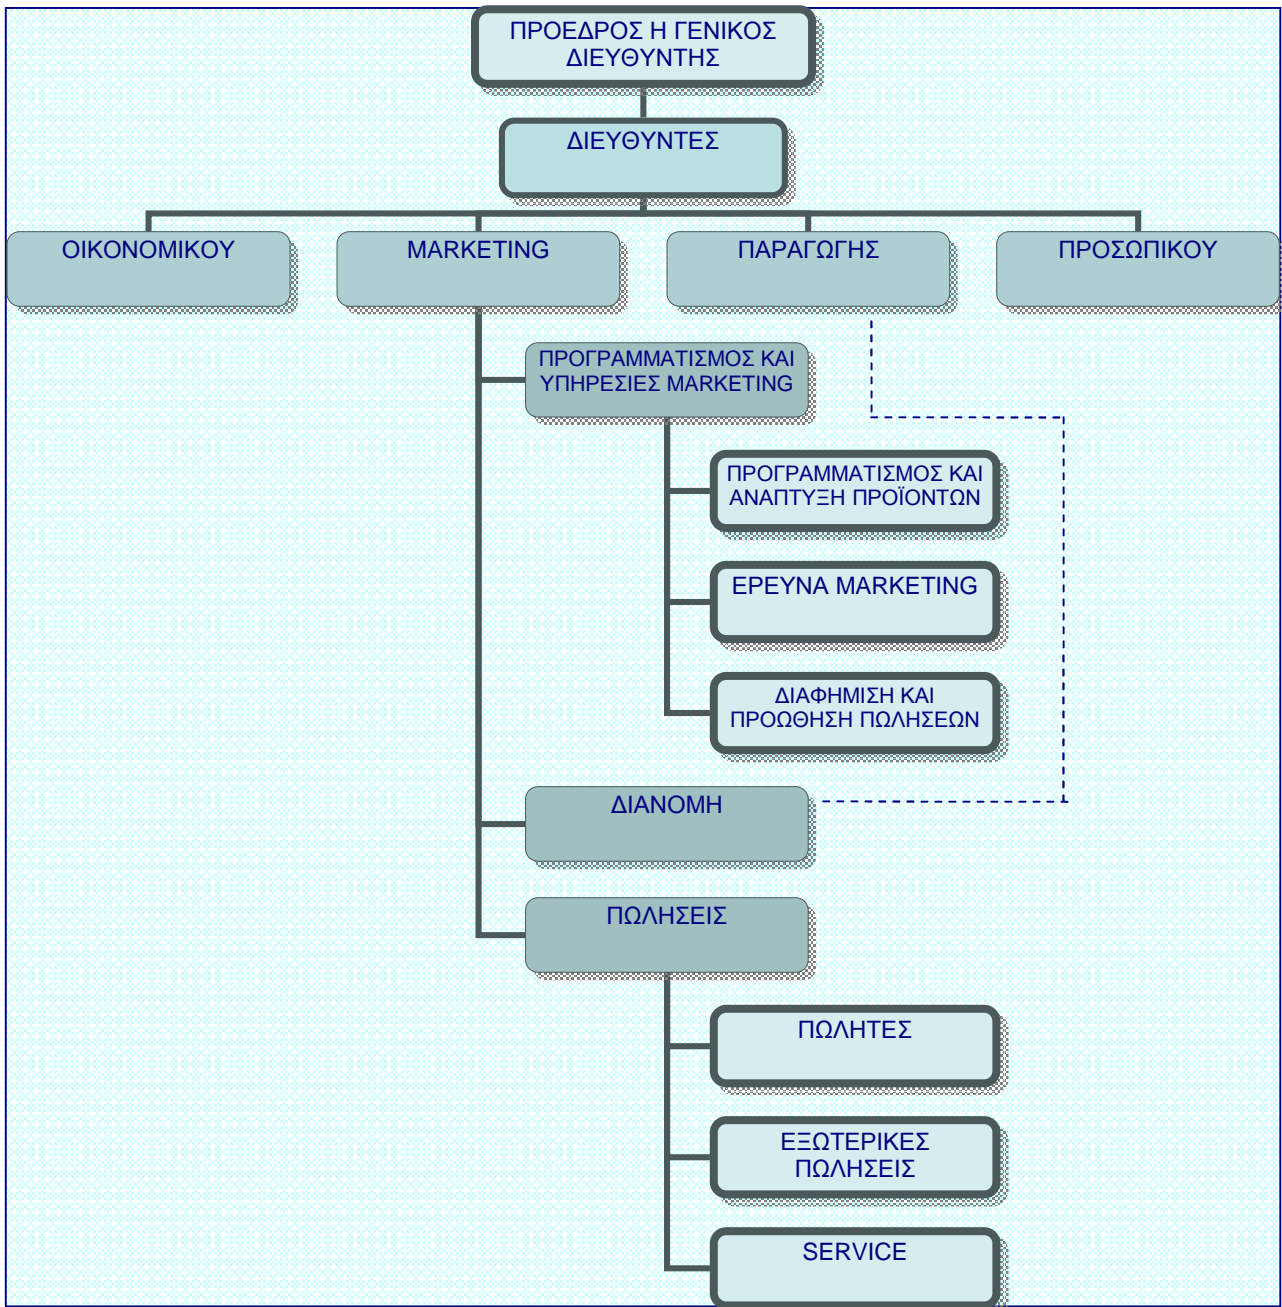 ΠΡΟΕΔΡΟΣ Η ΓΕΝΙΚΟΣ
ΔΙΕΥΘΥΝΤΗΣ
ΔΙΕΥΘΥΝΤΕΣ
ΟΙΚΟΝΟΜΙΚΟΥ
MARKETING
ΠΑΡΑΓΩΓΗΣ
ΠΡΟΣΩΠΙΚΟΥ
ΠΡΟΓΡΑΜΜΑΤΙΣΜΟΣ ΚΑΙ
ΥΠΗΡΕΣΙΕΣ MARKETING
ΠΡΟΓΡΑΜΜΑΤΙΣΜΟΣ ΚΑΙ
ΑΝΑΠΤΥΞΗ ΠΡΟΪΟΝΤΩΝ
ΕΡΕΥΝΑ MARKETING
ΔΙΑΦΗΜΙΣΗ ΚΑΙ
ΠΡΟΩΘΗΣΗ ΠΩΛΗΣΕΩΝ
ΔΙΑΝΟΜΗ
ΠΩΛΗΣΕΙΣ
ΠΩΛΗΤΕΣ
ΕΞΩΤΕΡΙΚΕΣ
ΠΩΛΗΣΕΙΣ
SERVICE